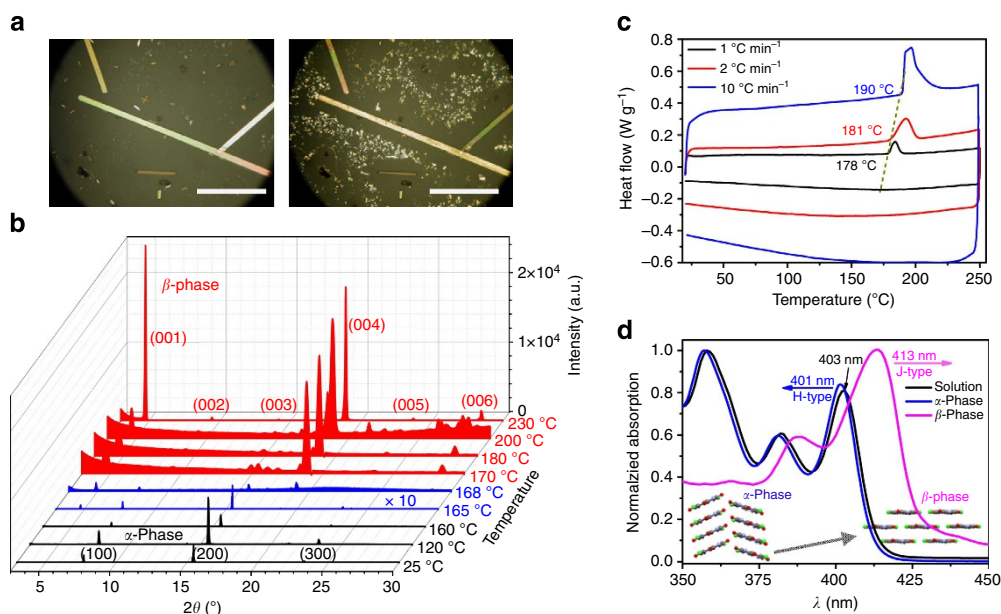 a
b
β-phase
(001)
(002)
(003)
(004)
(005)
(006)
2×10⁴
1×10⁴
0
Intensity (a.u.)
230 °C
200 °C
180 °C
170 °C
168 °C
× 10
165 °C
160 °C
120 °C
25 °C
Temperature
α-Phase
(100)
(200)
(300)
5 10 15 20 25 30
2θ (°)
c
1 °C min⁻¹
2 °C min⁻¹
10 °C min⁻¹
190 °C
181 °C
178 °C
0.8
0.6
0.4
0.2
0.0
−0.2
−0.4
−0.6
Heat flow (W g⁻¹)
50 100 150 200 250
Temperature (°C)
d
403 nm
413 nm
J-type
401 nm
H-type
Solution
α-Phase
β-Phase
α-Phase
β-phase
1.0
0.8
0.6
0.4
0.2
0.0
Normalized absorption
350 375 400 425 450
λ (nm)